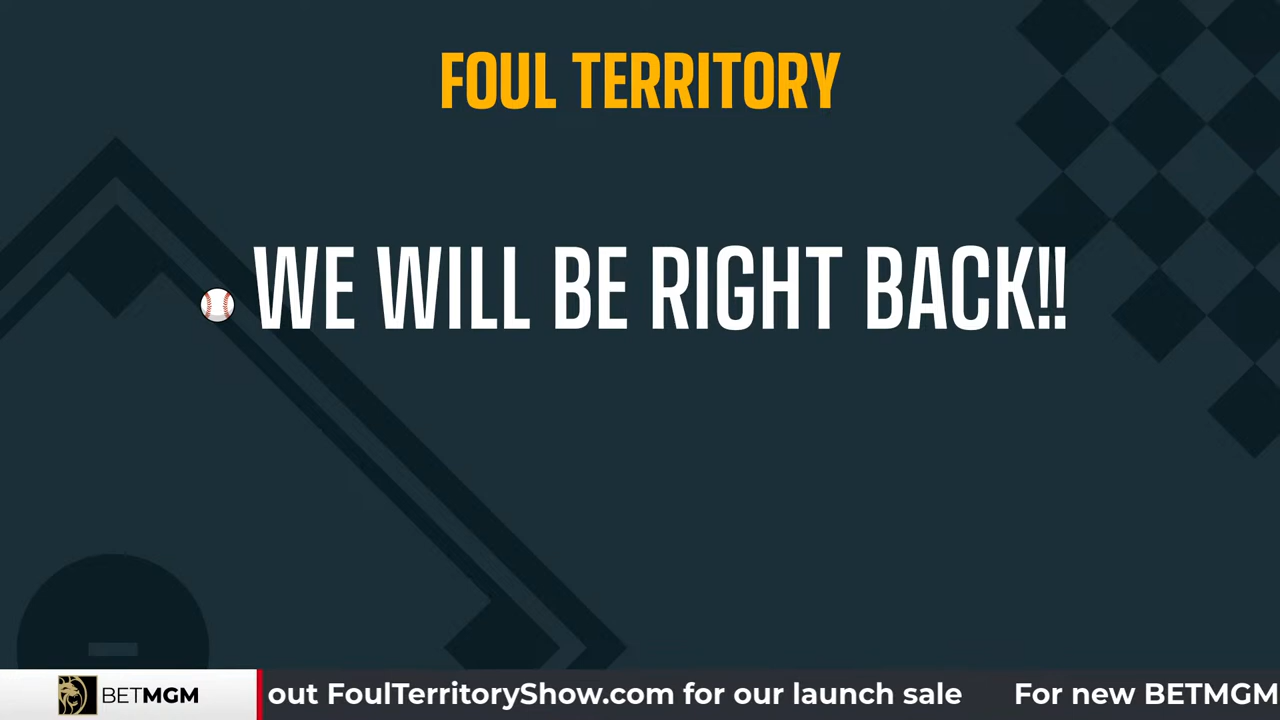 FOUL TERRITORY
WE WILL BE RIGHT BACK!!
BETMGM
out FoulTerritoryShow.com for our launch sale For new BETMGM